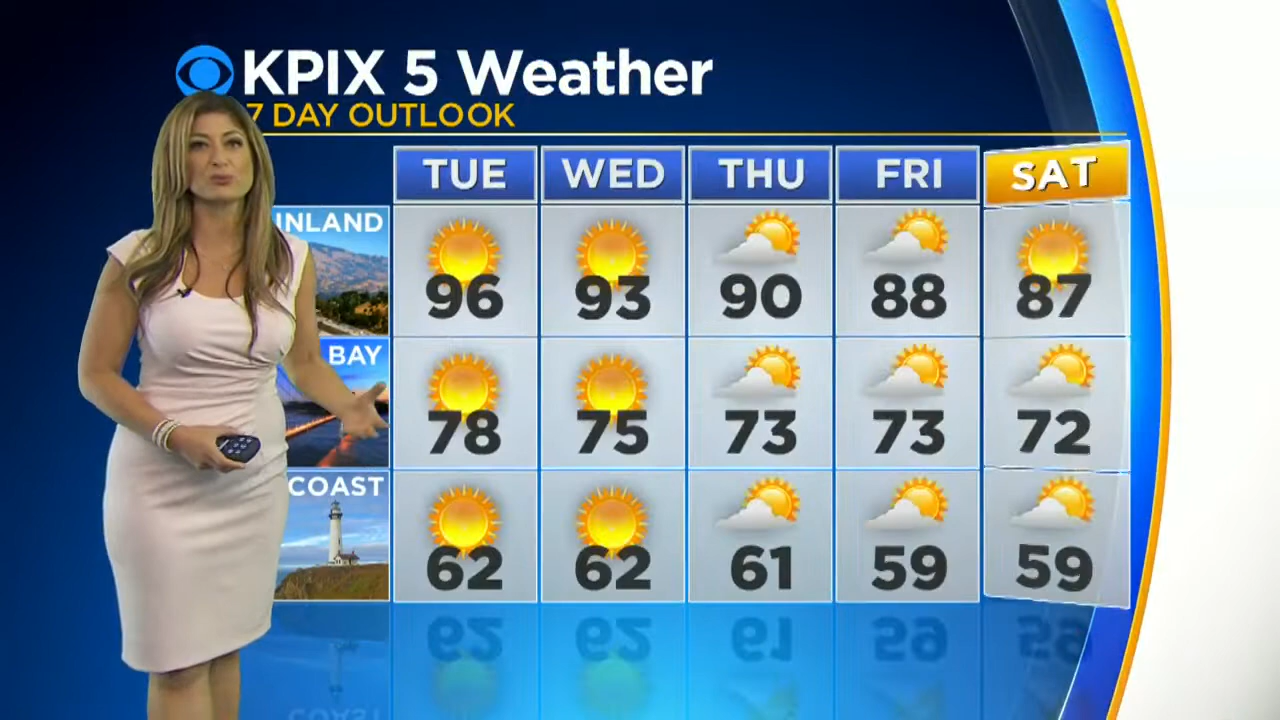 KPIX 5 Weather
7 DAY OUTLOOK
TUE WED THU FRI SAT
INLAND
96 93 90 88 87
BAY
78 75 73 73 72
COAST
62 62 61 59 59